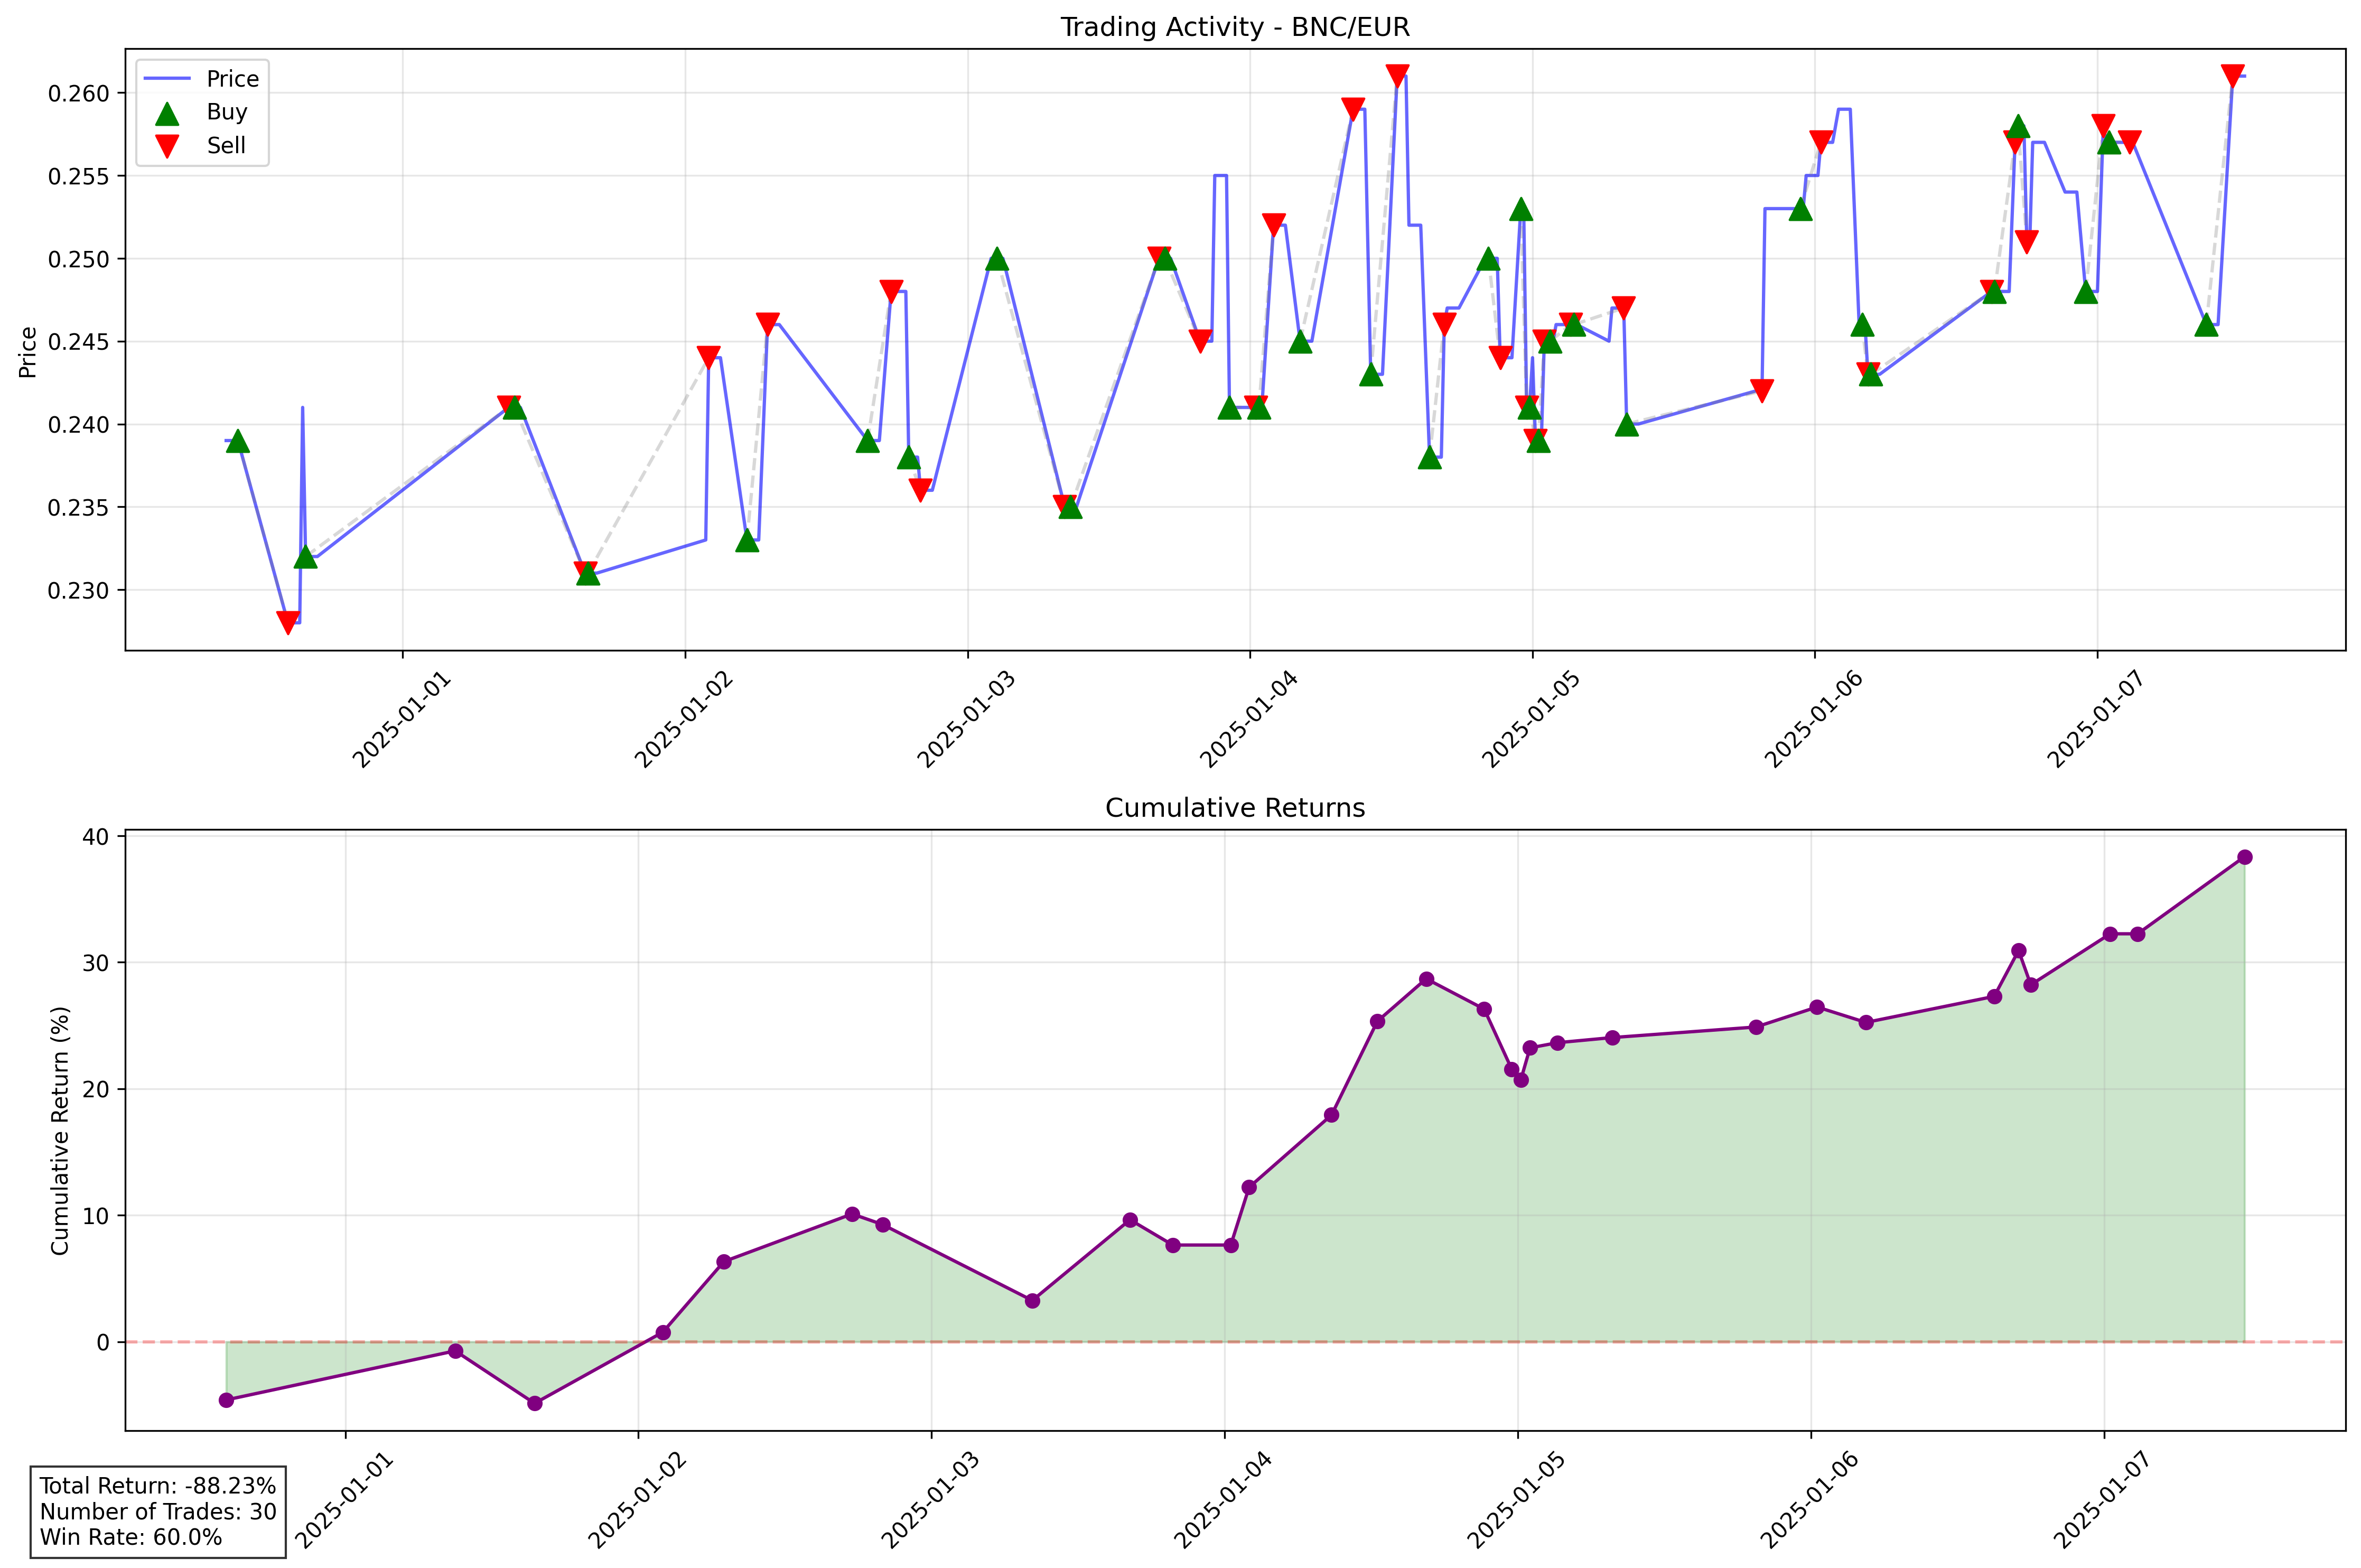 Trading Activity - BNC/EUR
Price
Buy
Sell
Price
0.260
0.255
0.250
0.245
0.240
0.235
0.230
2025-01-01
2025-01-02
2025-01-03
2025-01-04
2025-01-05
2025-01-06
2025-01-07
Cumulative Returns
Cumulative Return (%)
40
30
20
10
0
2025-01-01
2025-01-02
2025-01-03
2025-01-04
2025-01-05
2025-01-06
2025-01-07
Total Return: -88.23%
Number of Trades: 30
Win Rate: 60.0%